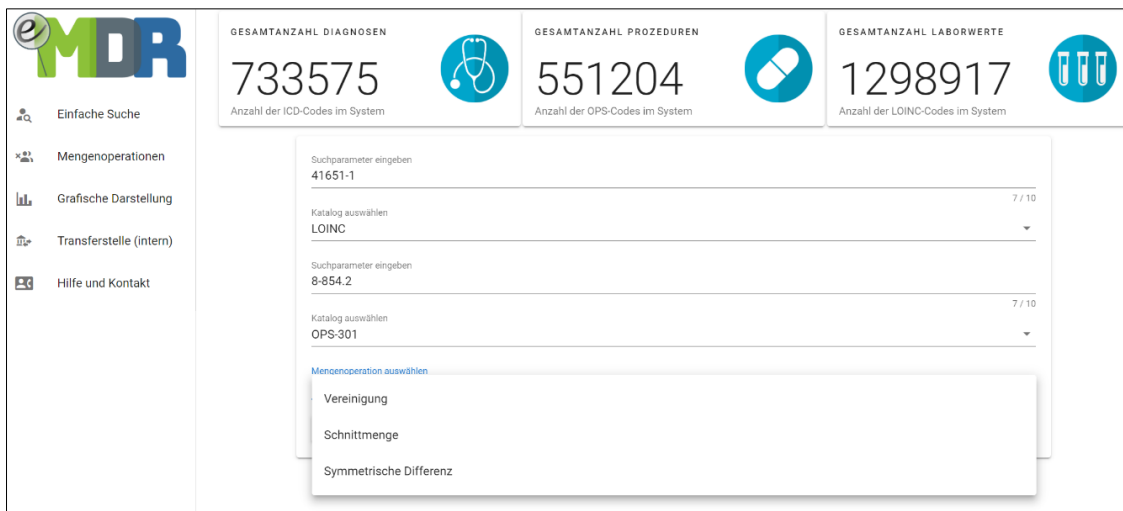 e MDR
Einfache Suche
Mengenoperationen
Grafische Darstellung
Transferstelle (intern)
Hilfe und Kontakt
GESAMTANZAHL DIAGNOSEN
733575
Anzahl der ICD-Codes im System
GESAMTANZAHL PROZEDUREN
551204
Anzahl der OPS-Codes im System
GESAMTANZAHL LABORWERTE
1298917
Anzahl der LOINC-Codes im System
Suchparameter eingeben
41651-1
7 / 10
Katalog auswählen
LOINC
Suchparameter eingeben
8-854.2
7 / 10
Katalog auswählen
OPS-301
Mengenoperation auswählen
Vereinigung
Schnittmenge
Symmetrische Differenz